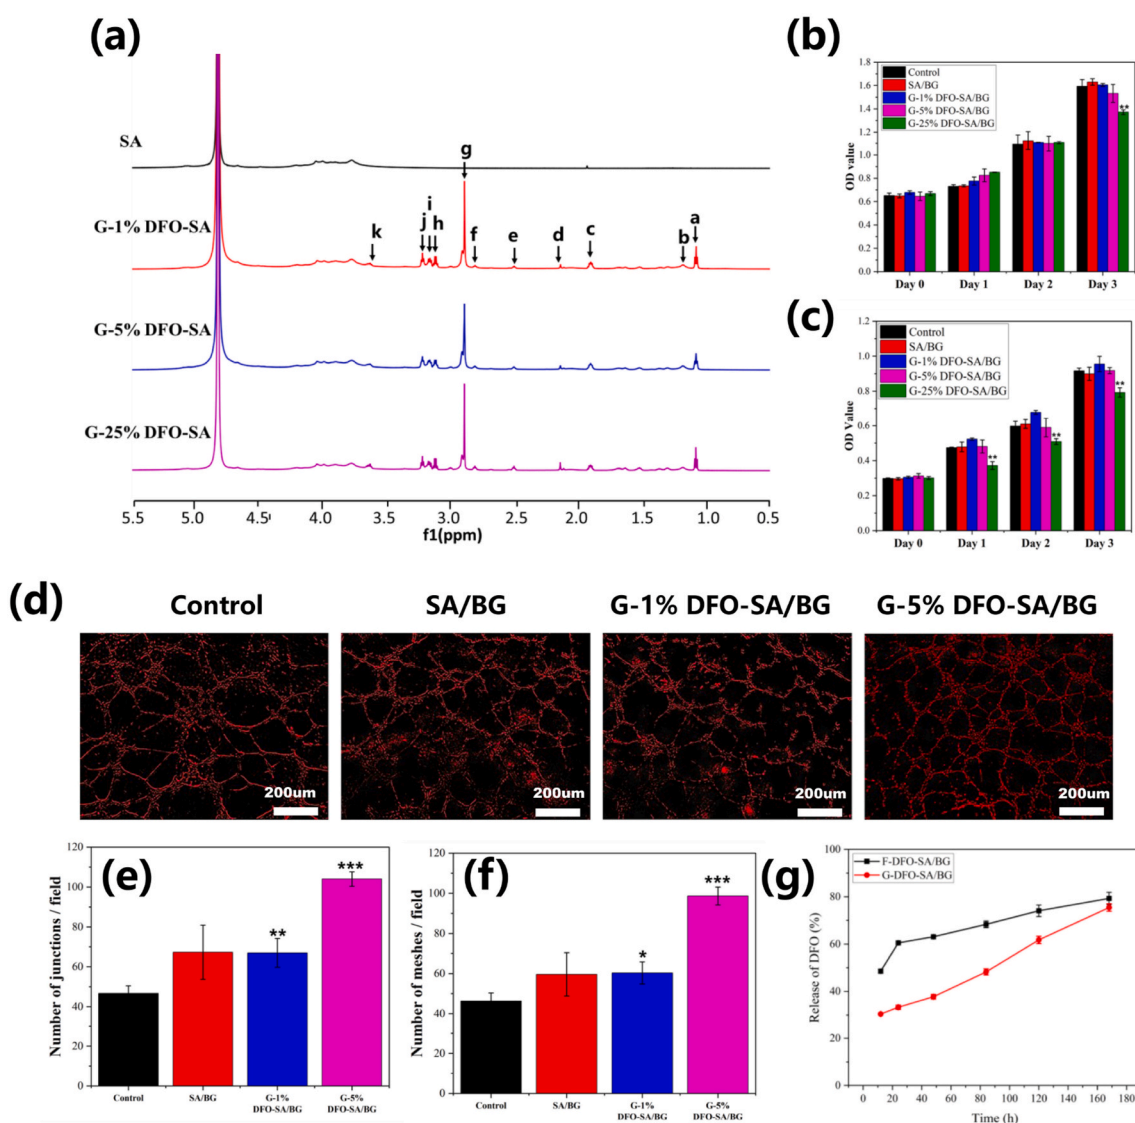 (a)
SA
G-1% DFO-SA
G-5% DFO-SA
G-25% DFO-SA
k
j
i
h
g
f
e
d
c
b
a
5.5 4.5 4.0 3.5 3.0 2.5 2.0 1.5 1.0 0.5
f1(ppm)
(b)
Control
SA/BG
G-1% DFO-SA/BG
G-5% DFO-SA/BG
G-25% DFO-SA/BG
**
OD value
1.8
1.6
1.4
1.2
1.0
0.8
0.6
0.4
0.2
0.0
Day 0 Day 1 Day 2 Day 3
(c)
Control
SA/BG
G-1% DFO-SA/BG
G-5% DFO-SA/BG
G-25% DFO-SA/BG
**
**
**
OD Value
1.2
1.0
0.8
0.6
0.4
0.2
0.0
Day 0 Day 1 Day 2 Day 3
(d)
Control SA/BG G-1% DFO-SA/BG G-5% DFO-SA/BG
200um 200um 200um 200um
(e)
Number of junctions / field
120
100
80
60
40
20
0
**
***
Control SA/BG G-1% DFO-SA/BG G-5% DFO-SA/BG
(f)
Number of meshes / field
120
100
80
60
40
20
0
*
***
Control SA/BG G-1% DFO-SA/BG G-5% DFO-SA/BG
(g)
F-DFO-SA/BG
G-DFO-SA/BG
Release of DFO (%)
80
60
40
20
0
0 20 40 60 80 100 120 140 160 180
Time (h)